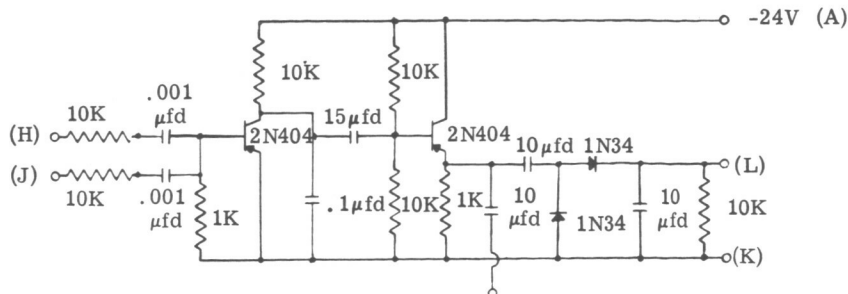 -24V (A)
10K
10K
.001
μfd
10K
15μfd
(H)
2N404
2N404
10μfd
1N34
(J)
(L)
10K
.001
μfd
1K
.1μfd
10K
1K
10
μfd
1N34
10
μfd
10K
(K)